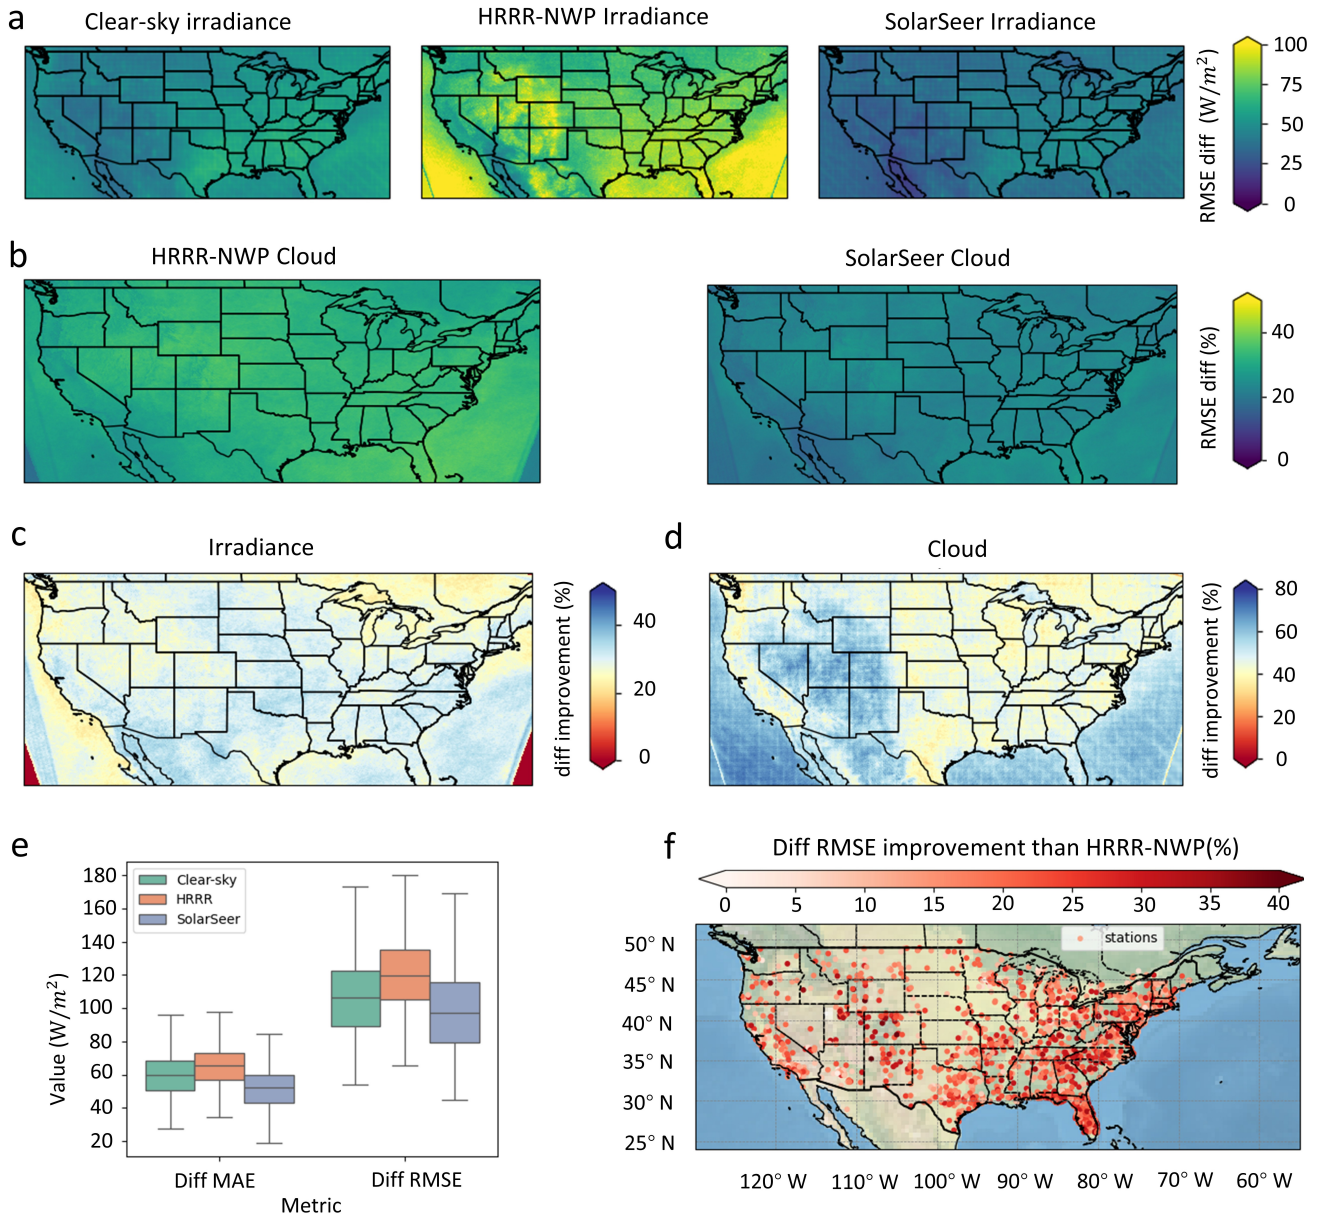 a
Clear-sky irradiance
HRRR-NWP Irradiance
SolarSeer Irradiance
RMSE diff (W/m²)
100
75
50
25
0
b
HRRR-NWP Cloud
SolarSeer Cloud
RMSE diff (%)
40
20
0
c
Irradiance
diff improvement (%)
40
20
0
d
Cloud
diff improvement (%)
80
60
40
20
0
e
Value (W/m²)
180
160
140
120
100
80
60
40
20
Clear-sky
HRRR
SolarSeer
Diff MAE
Diff RMSE
Metric
f
Diff RMSE improvement than HRRR-NWP(%)
0 5 10 15 20 25 30 35 40
stations
50° N
45° N
40° N
35° N
30° N
25° N
120° W 110° W 100° W 90° W 80° W 70° W 60° W